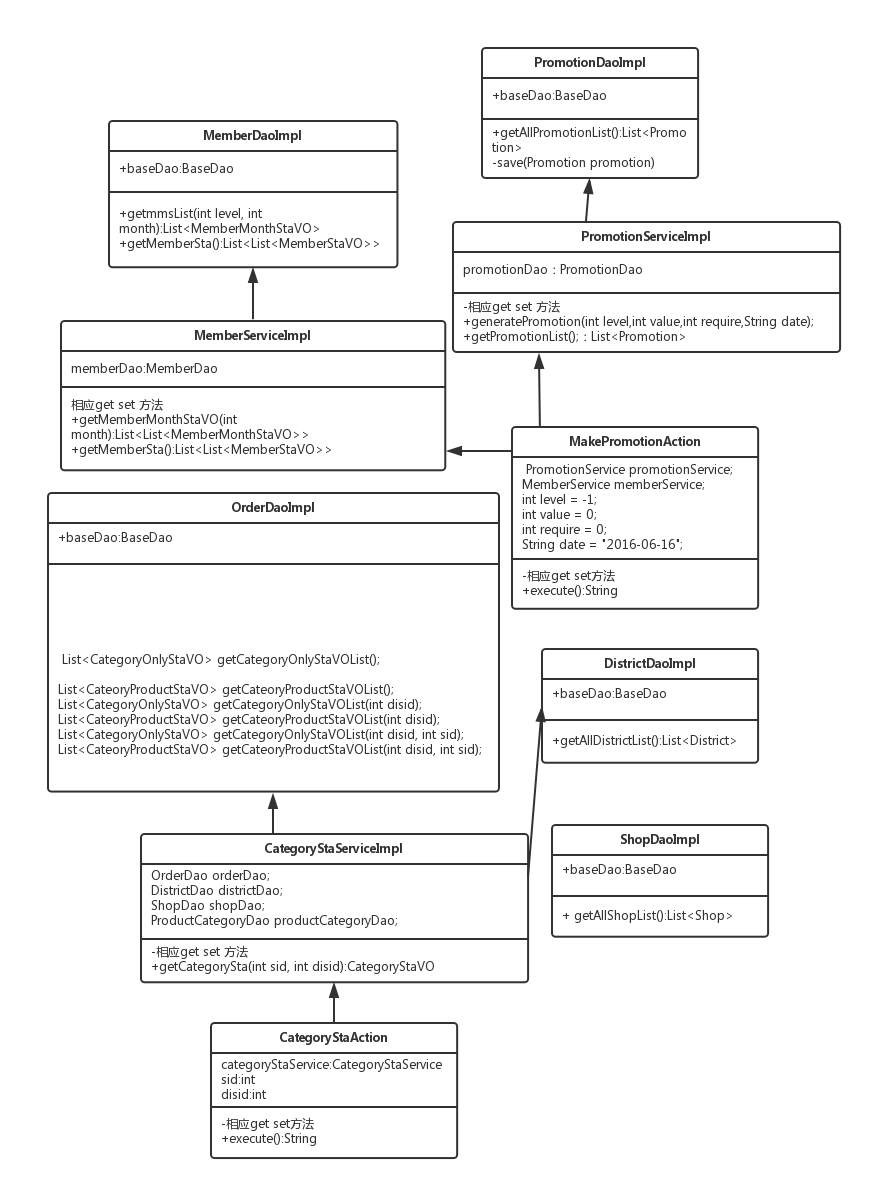 PromotionDaoImpl
+baseDao:BaseDao
+getAllPromotionList():List<Promo
tion>
-save(Promotion promotion)
MemberDaoImpl
+baseDao:BaseDao
+getmmsList(int level, int
month):List<MemberMonthStaVO>
+getMemberSta():List<List<MemberStaVO>>
PromotionServiceImpl
promotionDao：PromotionDao
-相应get set 方法
+generatePromotion(int level,int value,int require,String date);
+getPromotionList();：List<Promotion>
MemberServiceImpl
memberDao:MemberDao
相应get set 方法
+getMemberMonthStaVO(int
month):List<List<MemberMonthStaVO>>
+getMemberSta():List<List<MemberStaVO>>
MakePromotionAction
PromotionService promotionService;
MemberService memberService;
int level = -1;
int value = 0;
int require = 0;
String date = "2016-06-16";
-相应get set方法
+execute():String
OrderDaoImpl
+baseDao:BaseDao
List<CategoryOnlyStaVO> getCategoryOnlyStaVOList();
List<CateoryProductStaVO> getCateoryProductStaVOList();
List<CategoryOnlyStaVO> getCategoryOnlyStaVOList(int disid);
List<CateoryProductStaVO> getCateoryProductStaVOList(int disid);
List<CategoryOnlyStaVO> getCategoryOnlyStaVOList(int disid, int sid);
List<CateoryProductStaVO> getCateoryProductStaVOList(int disid, int sid);
DistrictDaoImpl
+baseDao:BaseDao
+getAllDistrictList():List<District>
ShopDaoImpl
+baseDao:BaseDao
+ getAllShopList():List<Shop>
CategoryStaServiceImpl
OrderDao orderDao;
DistrictDao districtDao;
ShopDao shopDao;
ProductCategoryDao productCategoryDao;
-相应get set 方法
+getCategorySta(int sid, int disid):CategoryStaVO
CategoryStaAction
categoryStaService:CategoryStaService
sid:int
disid:int
-相应get set方法
+execute():String